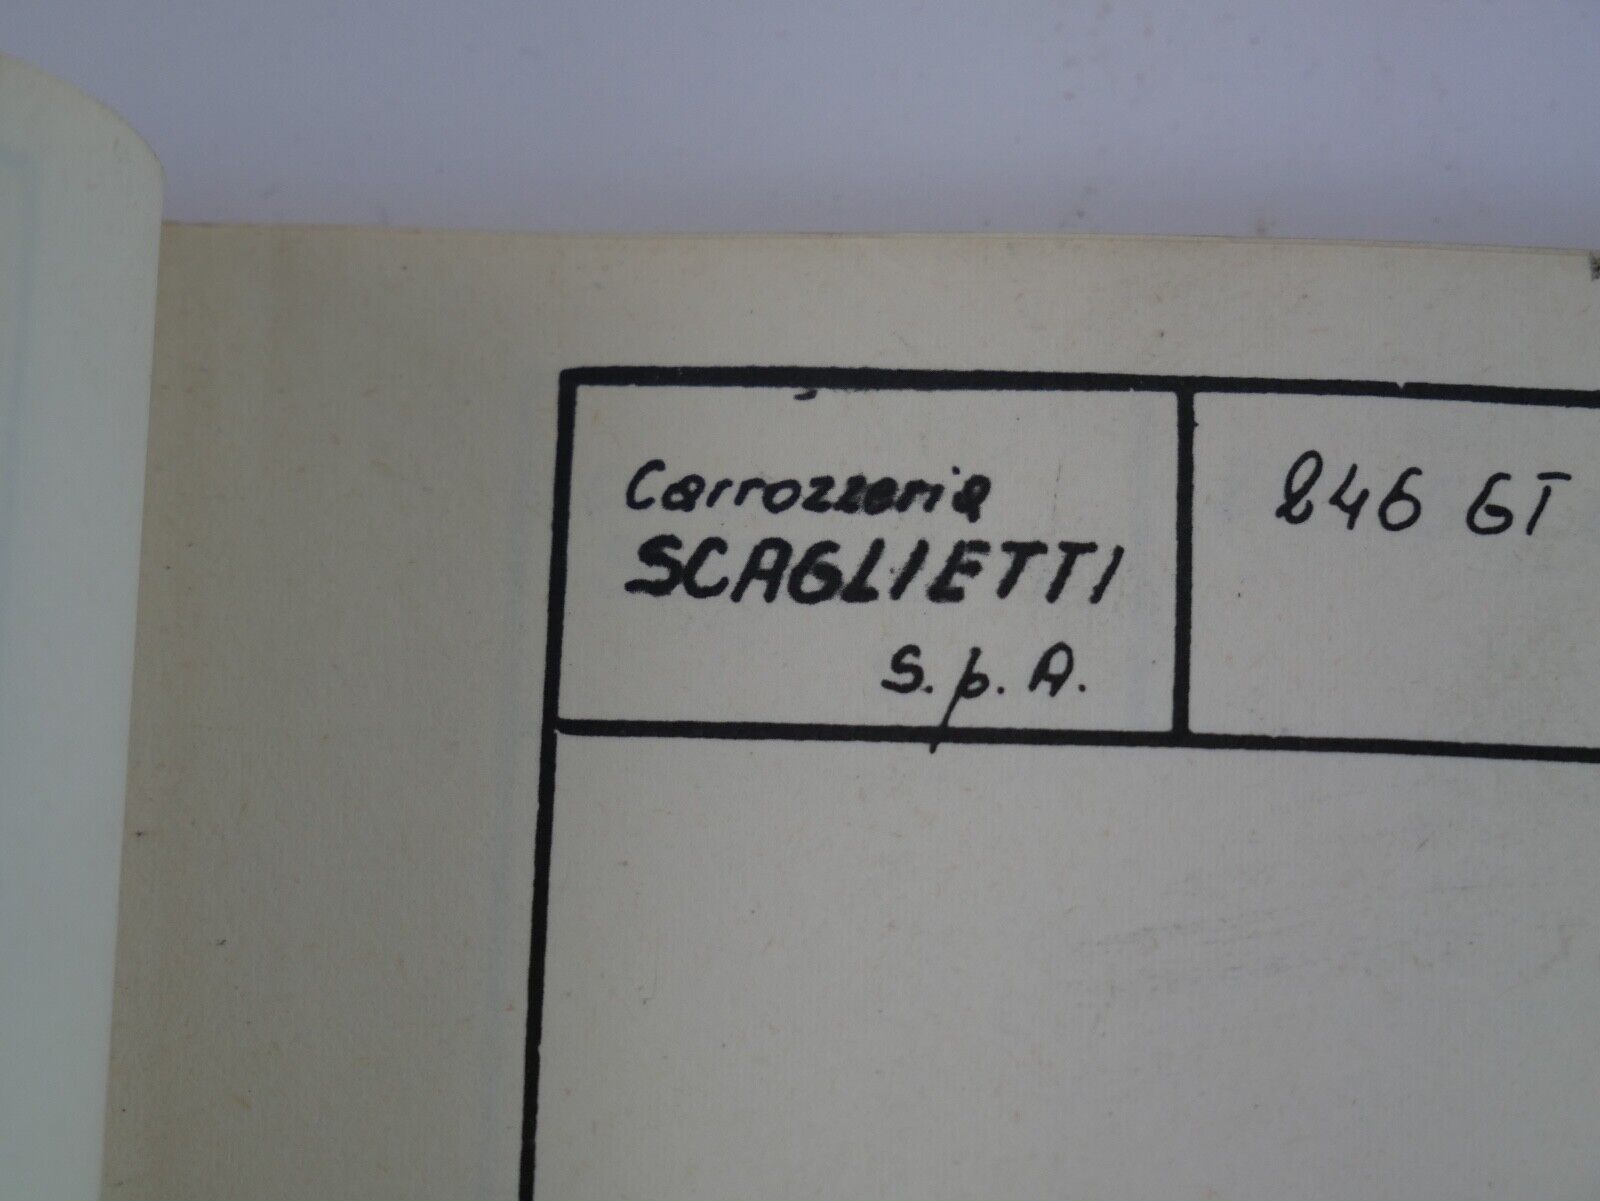 Carrozzeria
SCAGLIETTI
S.p.A.
246 GT